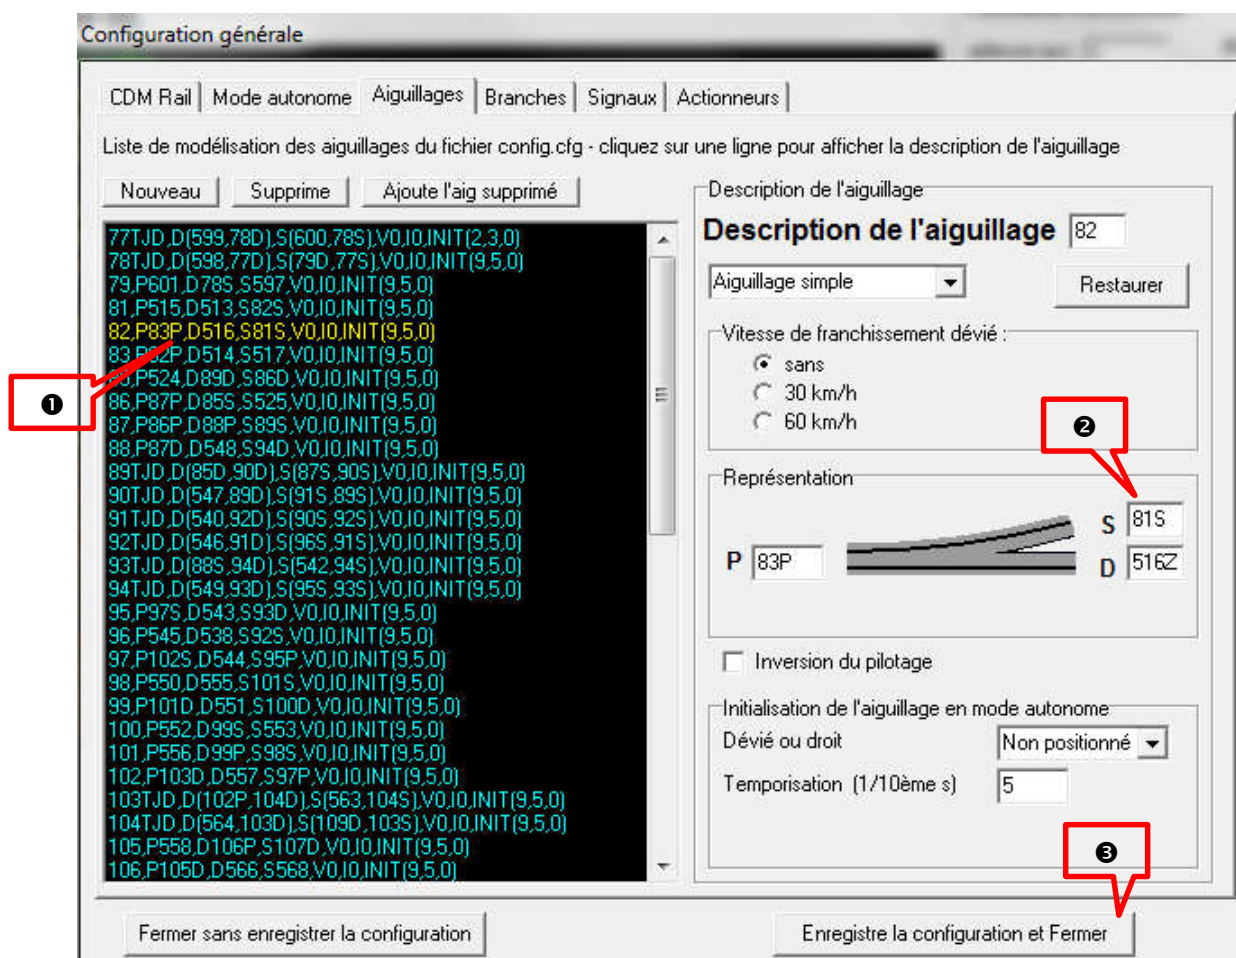 Configuration générale
CDM Rail Mode autonome Aiguillages Branches Signaux Actionneurs
Liste de modélisation des aiguillages du fichier config.cfg - cliquez sur une ligne pour afficher la description de l'aiguillage
Nouveau Supprime Ajoute l'aig supprimé
77TJD,D(599,78D),S(600,78S),V0,I0,INIT(2,3,0)
78TJD,D(598,77D),S(79D,77S),V0,I0,INIT(9,5,0)
79,P601,D78S,S597,V0,I0,INIT(9,5,0)
81,P515,D513,S82S,V0,I0,INIT(9,5,0)
82,P83P,D516,S81S,V0,I0,INIT(9,5,0)
83,P82P,D514,S517,V0,I0,INIT(9,5,0)
P524,D89D,S86D,V0,I0,INIT(9,5,0)
86,P87P,D85S,S525,V0,I0,INIT(9,5,0)
87,P86P,D88P,S89S,V0,I0,INIT(9,5,0)
88,P87D,D548,S94D,V0,I0,INIT(9,5,0)
89TJD,D(85D,90D),S(87S,90S),V0,I0,INIT(9,5,0)
90TJD,D(547,89D),S(91S,89S),V0,I0,INIT(9,5,0)
91TJD,D(540,92D),S(90S,92S),V0,I0,INIT(9,5,0)
92TJD,D(546,91D),S(96S,91S),V0,I0,INIT(9,5,0)
93TJD,D(88S,94D),S(542,94S),V0,I0,INIT(9,5,0)
94TJD,D(549,93D),S(95S,93S),V0,I0,INIT(9,5,0)
95,P97S,D543,S93D,V0,I0,INIT(9,5,0)
96,P545,D538,S92S,V0,I0,INIT(9,5,0)
97,P102S,D544,S95P,V0,I0,INIT(9,5,0)
98,P550,D555,S101S,V0,I0,INIT(9,5,0)
99,P101D,D551,S100D,V0,I0,INIT(9,5,0)
100,P552,D99S,S553,V0,I0,INIT(9,5,0)
101,P556,D99P,S98S,V0,I0,INIT(9,5,0)
102,P103D,D557,S97P,V0,I0,INIT(9,5,0)
103TJD,D(102P,104D),S(563,104S),V0,I0,INIT(9,5,0)
104TJD,D(564,103D),S(109D,103S),V0,I0,INIT(9,5,0)
105,P558,D106P,S107D,V0,I0,INIT(9,5,0)
106,P105D,D566,S568,V0,I0,INIT(9,5,0)
❶
Description de l'aiguillage
Description de l'aiguillage 82
Aiguillage simple Restaurer
Vitesse de franchissement dévié :
sans
30 km/h
60 km/h
❷
Représentation
S 81S
P 83P
D 516Z
Inversion du pilotage
Initialisation de l'aiguillage en mode autonome
Dévié ou droit Non positionné
Temporisation (1/10ème s) 5
❸
Fermer sans enregistrer la configuration Enregistre la configuration et Fermer